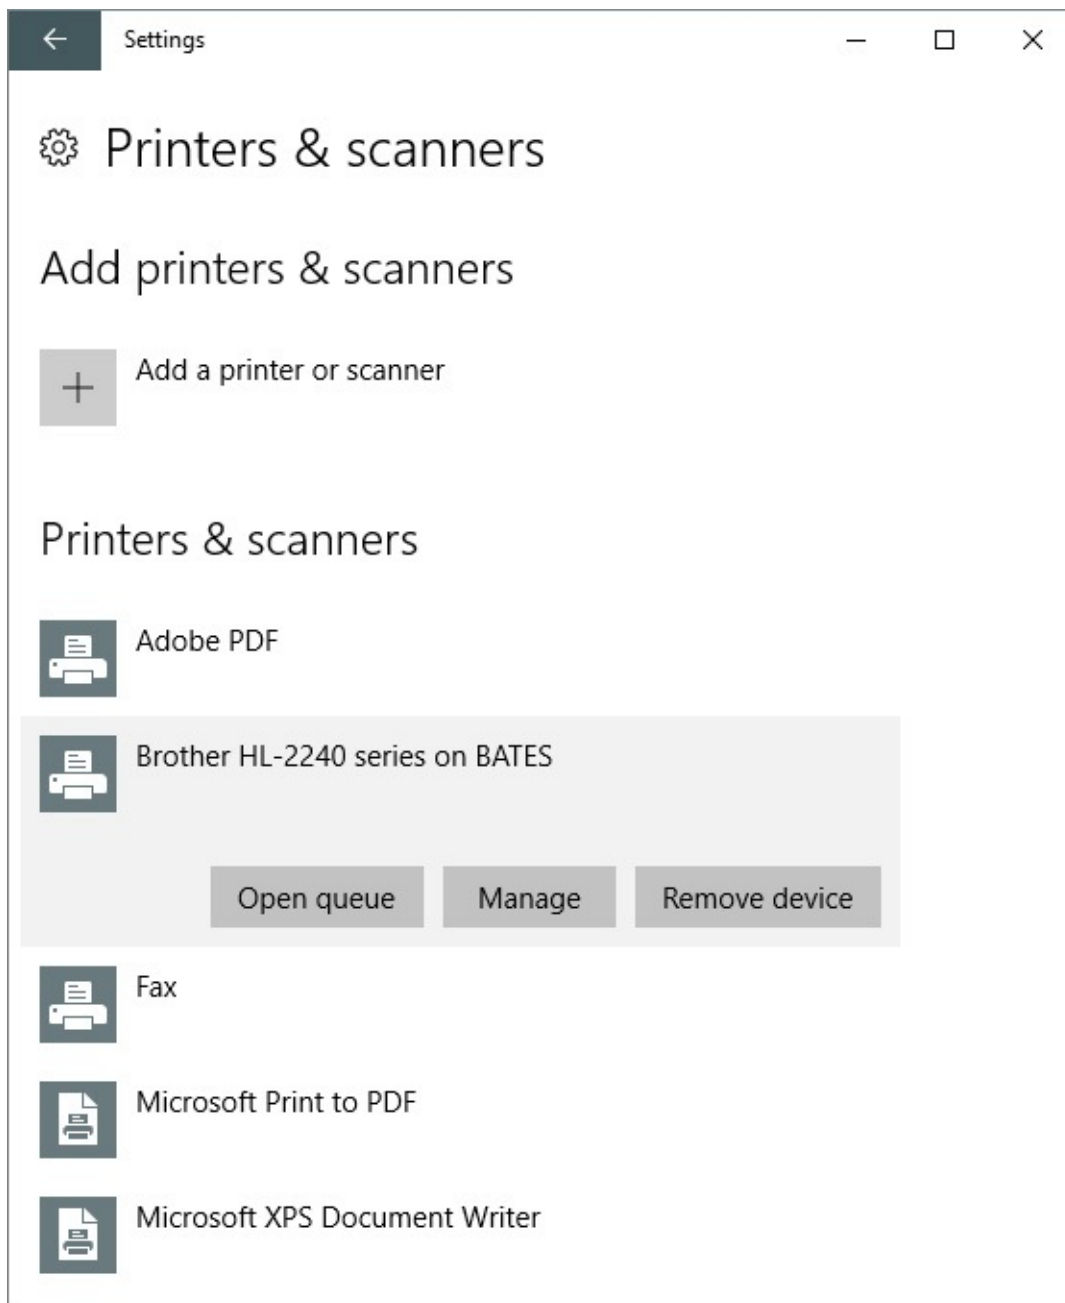 Settings
Printers & scanners
Add printers & scanners
Add a printer or scanner
Printers & scanners
Adobe PDF
Brother HL-2240 series on BATES
Open queue Manage Remove device
Fax
Microsoft Print to PDF
Microsoft XPS Document Writer